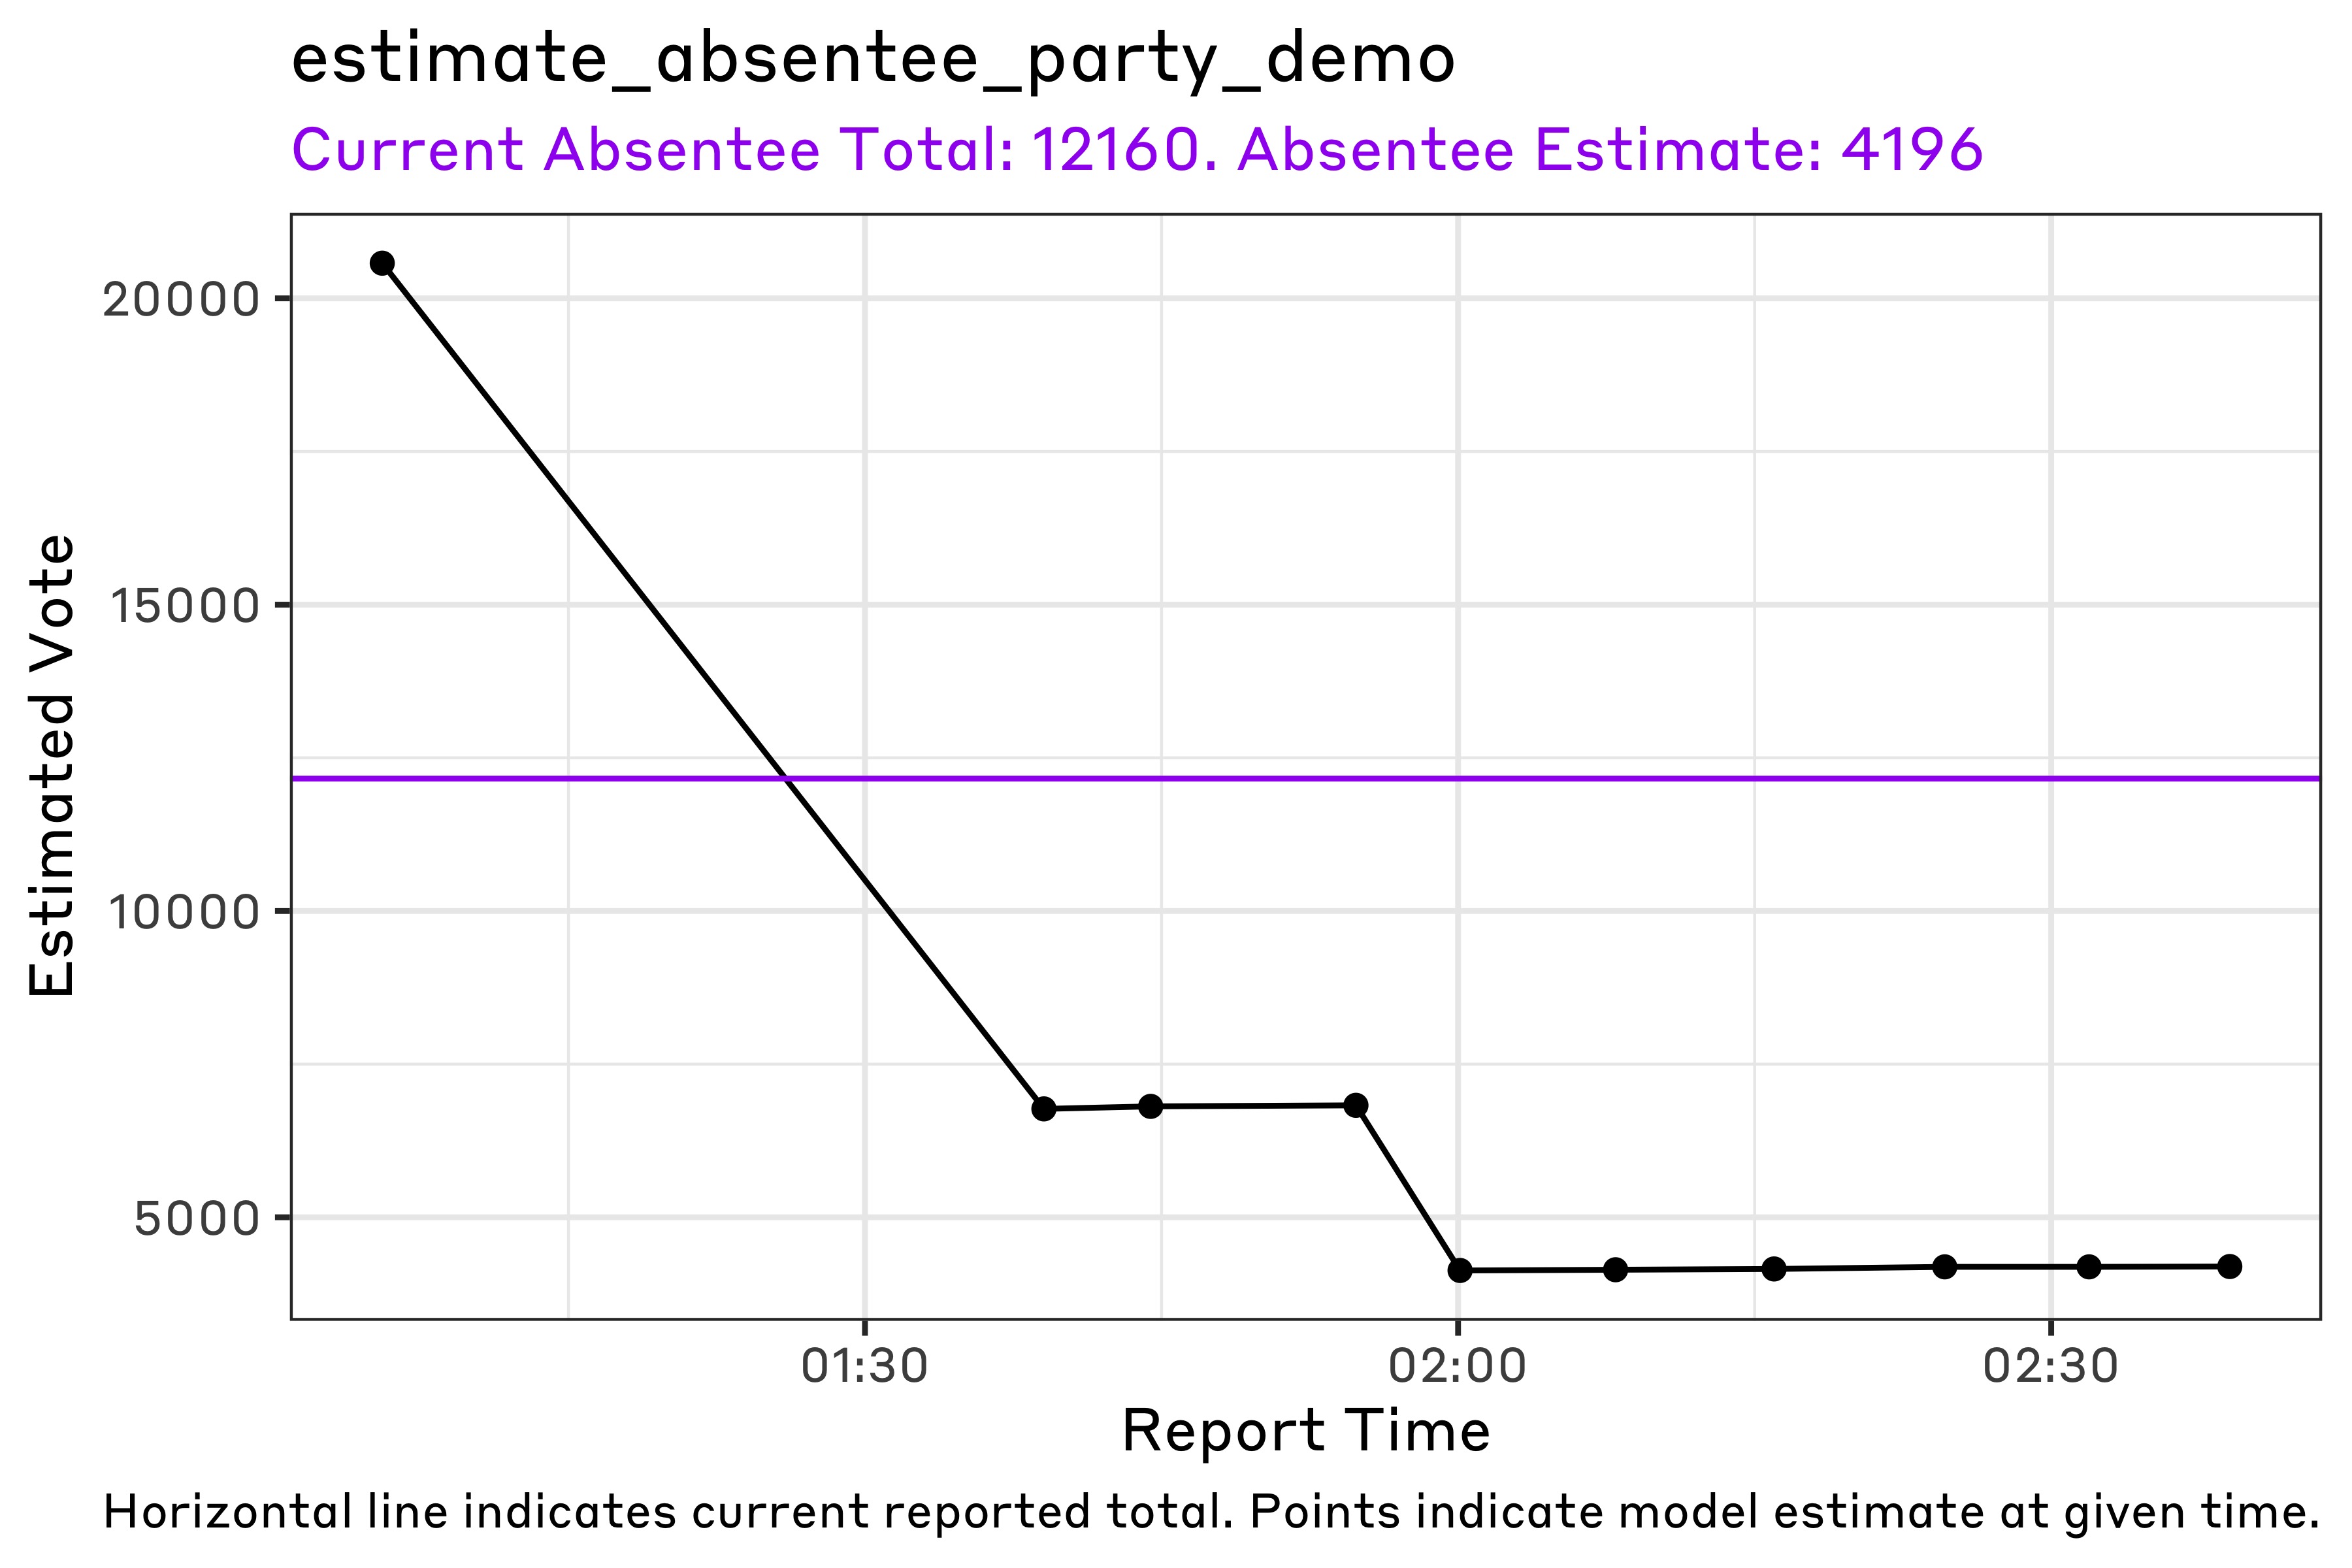 estimate_absentee_party_demo
Current Absentee Total: 12160. Absentee Estimate: 4196
Estimated Vote
20000
15000
10000
5000
01:30 02:00 02:30
Report Time
Horizontal line indicates current reported total. Points indicate model estimate at given time.